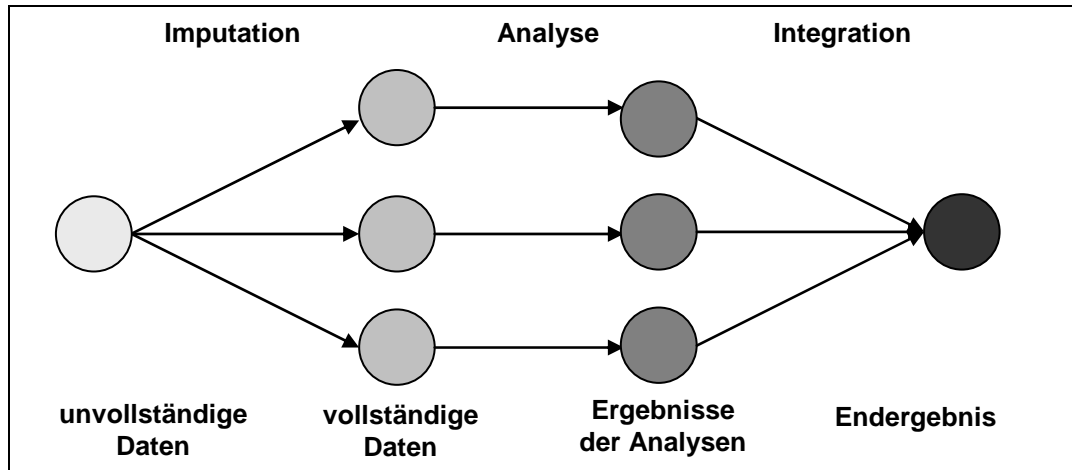 Imputation Analyse Integration
unvollständige Daten
vollständige Daten
Ergebnisse der Analysen
Endergebnis